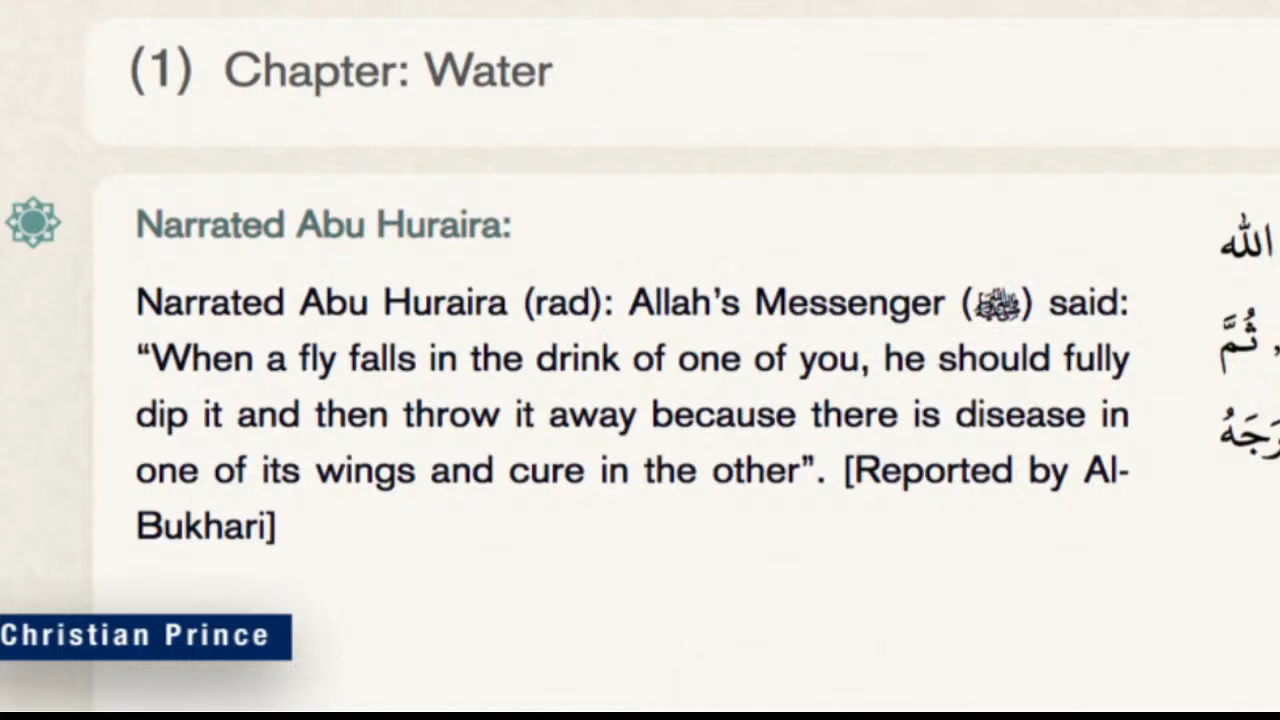 (1) Chapter: Water
Narrated Abu Huraira:
Narrated Abu Huraira (rad): Allah’s Messenger (ﷺ) said:
“When a fly falls in the drink of one of you, he should fully
dip it and then throw it away because there is disease in
one of its wings and cure in the other”. [Reported by Al-
Bukhari]
الله
ثُمَّ
Christian Prince